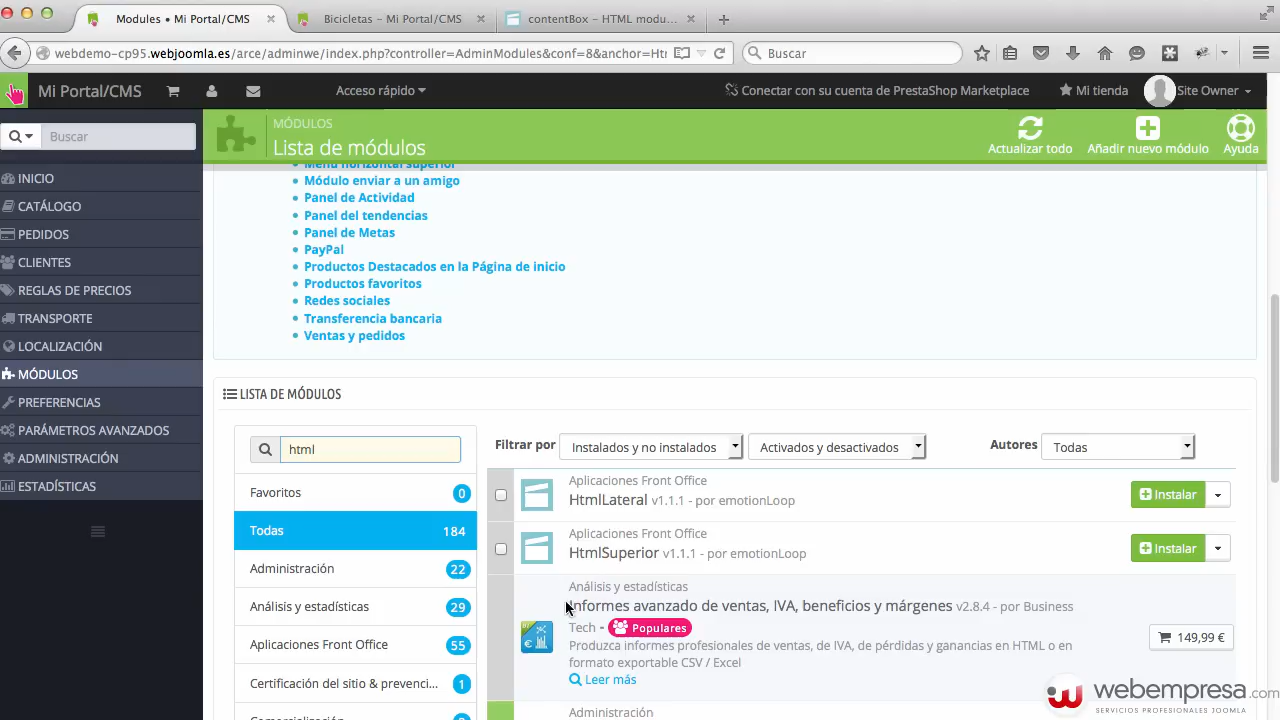 Modules • Mi Portal/CMS
Bicicletas – Mi Portal/CMS
contentBox – HTML modu...
webdemo-cp95.webjoomla.es/arce/adminwe/index.php?controller=AdminModules&conf=8&anchor=Ht
Buscar
Mi Portal/CMS
Acceso rápido
Conectar con su cuenta de PrestaShop Marketplace
Mi tienda
Site Owner
Buscar
MÓDULOS
Lista de módulos
Actualizar todo
Añadir nuevo módulo
Ayuda
INICIO
CATÁLOGO
PEDIDOS
CLIENTES
REGLAS DE PRECIOS
TRANSPORTE
LOCALIZACIÓN
MÓDULOS
PREFERENCIAS
PARÁMETROS AVANZADOS
ADMINISTRACIÓN
ESTADÍSTICAS
Menú horizontal superior
Módulo enviar a un amigo
Panel de Actividad
Panel del tendencias
Panel de Metas
PayPal
Productos Destacados en la Página de inicio
Productos favoritos
Redes sociales
Transferencia bancaria
Ventas y pedidos
LISTA DE MÓDULOS
html
Favoritos 0
Todas 184
Administración 22
Análisis y estadísticas 29
Aplicaciones Front Office 55
Certificación del sitio & prevenci... 1
Filtrar por
Instalados y no instalados
Activados y desactivados
Autores
Todas
Aplicaciones Front Office
HtmlLateral v1.1.1 - por emotionLoop
Instalar
Aplicaciones Front Office
HtmlSuperior v1.1.1 - por emotionLoop
Instalar
Análisis y estadísticas
Informes avanzado de ventas, IVA, beneficios y márgenes v2.8.4 - por Business
Tech - Populares
Produzca informes profesionales de ventas, de IVA, de pérdidas y ganancias en HTML o en
formato exportable CSV / Excel
Leer más
149,99 €
Administración
webempresa.com
SERVICIOS PROFESIONALES JOOMLA